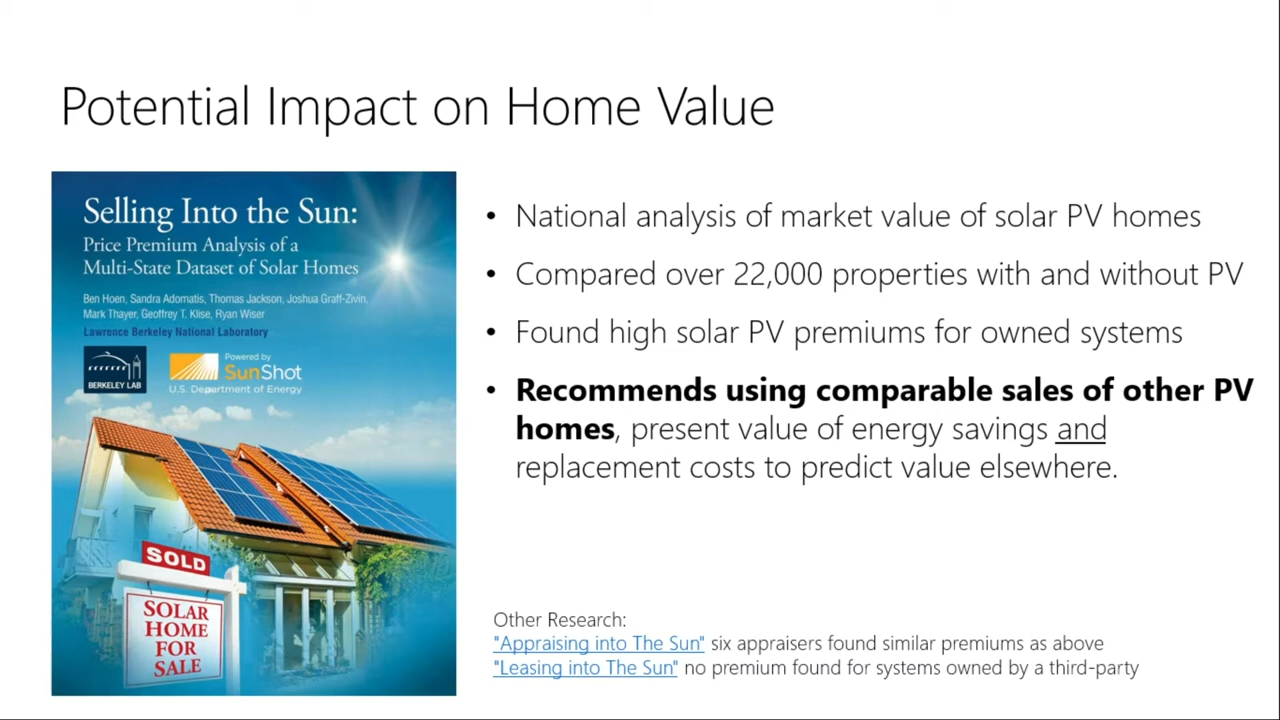 Potential Impact on Home Value
Selling Into the Sun:
Price Premium Analysis of a
Multi-State Dataset of Solar Homes
Ben Hoen, Sandra Adomatis, Thomas Jackson, Joshua Graff-Zivin,
Mark Thayer, Geoffrey T. Klise, Ryan Wiser
Lawrence Berkeley National Laboratory
BERKELEY LAB
Powered by
SunShot
U.S. Department of Energy
SOLD
SOLAR
HOME
FOR
SALE
• National analysis of market value of solar PV homes
• Compared over 22,000 properties with and without PV
• Found high solar PV premiums for owned systems
• Recommends using comparable sales of other PV
homes, present value of energy savings and
replacement costs to predict value elsewhere.
Other Research:
"Appraising into The Sun" six appraisers found similar premiums as above
"Leasing into The Sun" no premium found for systems owned by a third-party